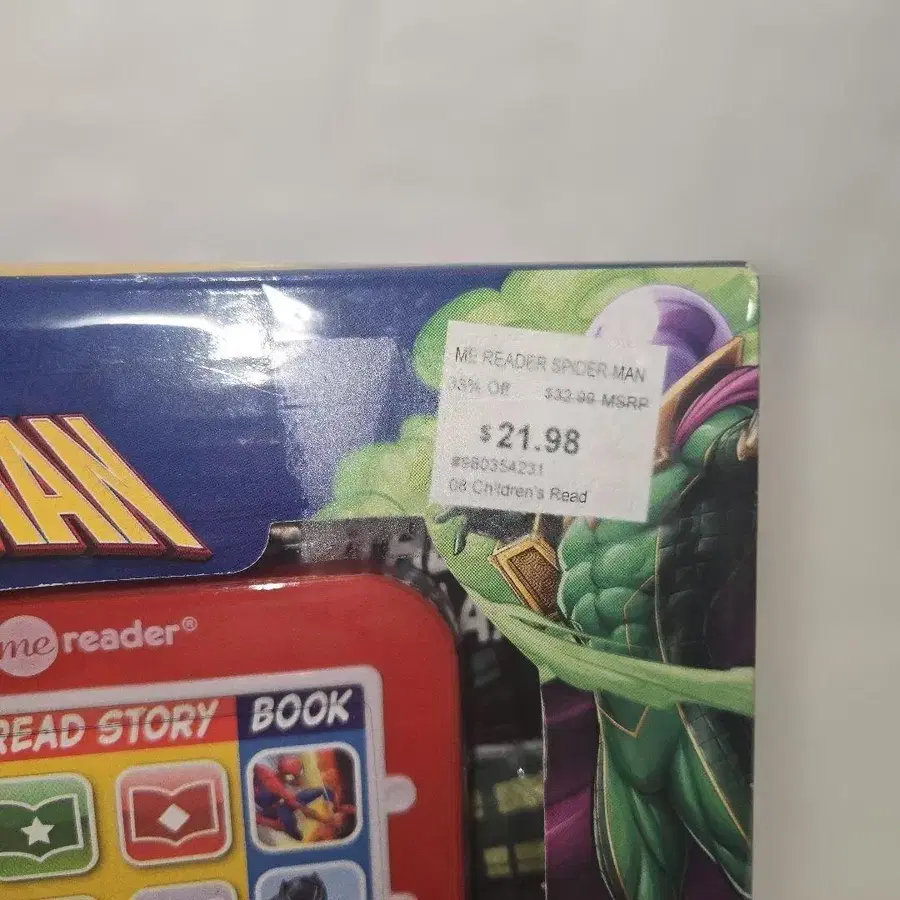 ME READER SPIDER-MAN
33% Off $32.99 MSRP
$21.98
#980354231
08 Children's Read
MAN
me reader®
READ STORY BOOK